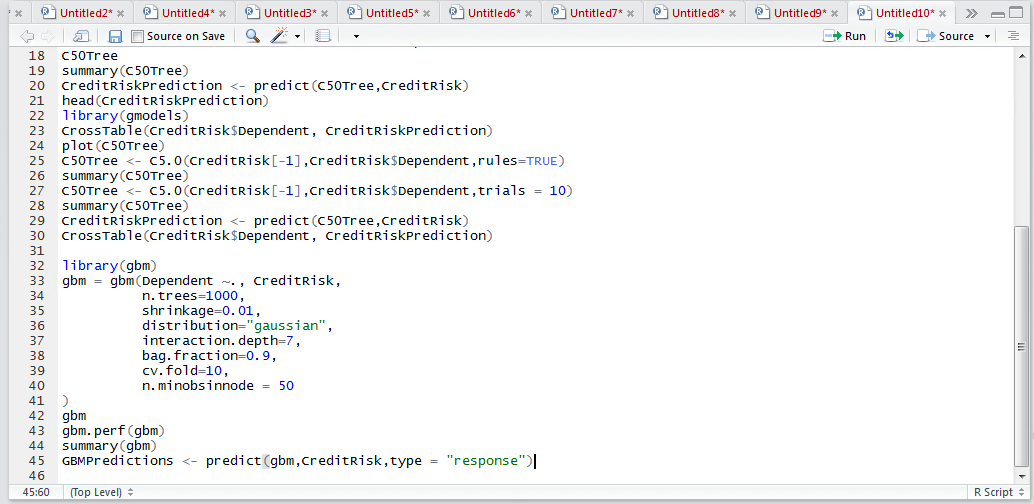 Untitled2* Untitled4* Untitled3* Untitled5* Untitled6* Untitled7* Untitled8* Untitled9* Untitled10*
Source on Save Run Source
18 C50Tree
19 summary(C50Tree)
20 CreditRiskPrediction <- predict(C50Tree,CreditRisk)
21 head(CreditRiskPrediction)
22 library(gmodels)
23 CrossTable(CreditRisk$Dependent, CreditRiskPrediction)
24 plot(C50Tree)
25 C50Tree <- C5.0(CreditRisk[-1],CreditRisk$Dependent,rules=TRUE)
26 summary(C50Tree)
27 C50Tree <- C5.0(CreditRisk[-1],CreditRisk$Dependent,trials = 10)
28 summary(C50Tree)
29 CreditRiskPrediction <- predict(C50Tree,CreditRisk)
30 CrossTable(CreditRisk$Dependent, CreditRiskPrediction)
31
32 library(gbm)
33 gbm = gbm(Dependent ~., CreditRisk,
34 n.trees=1000,
35 shrinkage=0.01,
36 distribution="gaussian",
37 interaction.depth=7,
38 bag.fraction=0.9,
39 cv.fold=10,
40 n.minobsinnode = 50
41 )
42 gbm
43 gbm.perf(gbm)
44 summary(gbm)
45 GBMPredictions <- predict(gbm,CreditRisk,type = "response")
46
45:60 (Top Level) R Script